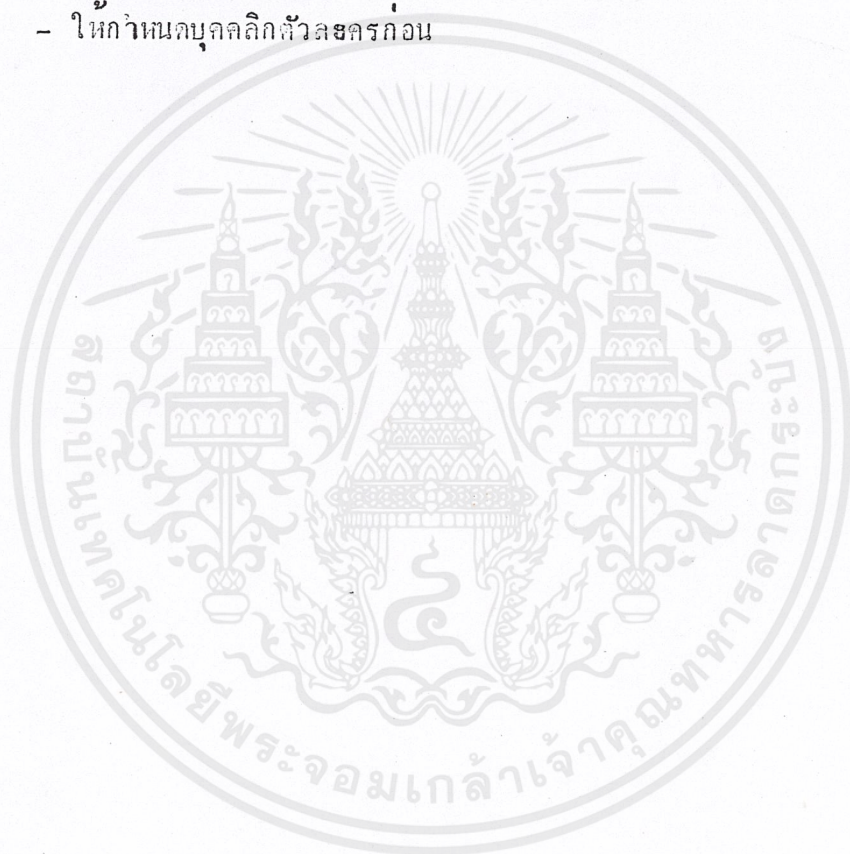 - ให้กำหนดบุคคลิกตัวละครก่อน
สถาบันเทคโนโลยีพระจอมเกล้าเจ้าคุณทหารลาดกระบัง
๔